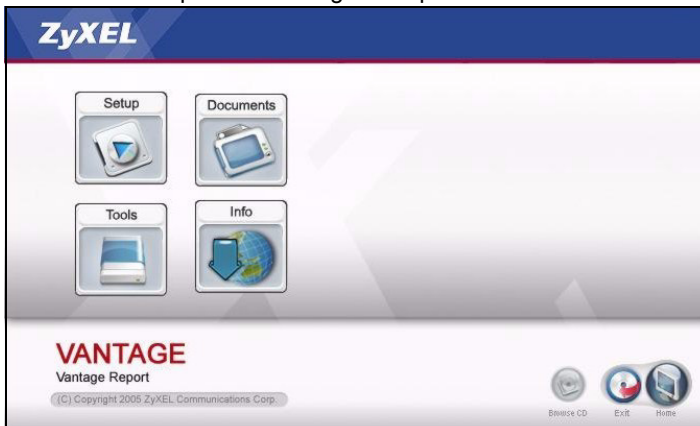 ZyXEL
Setup
Documents
Tools
Info
VANTAGE
Vantage Report
(C) Copyright 2005 ZyXEL Communications Corp.
Browse CD
Exit
Home